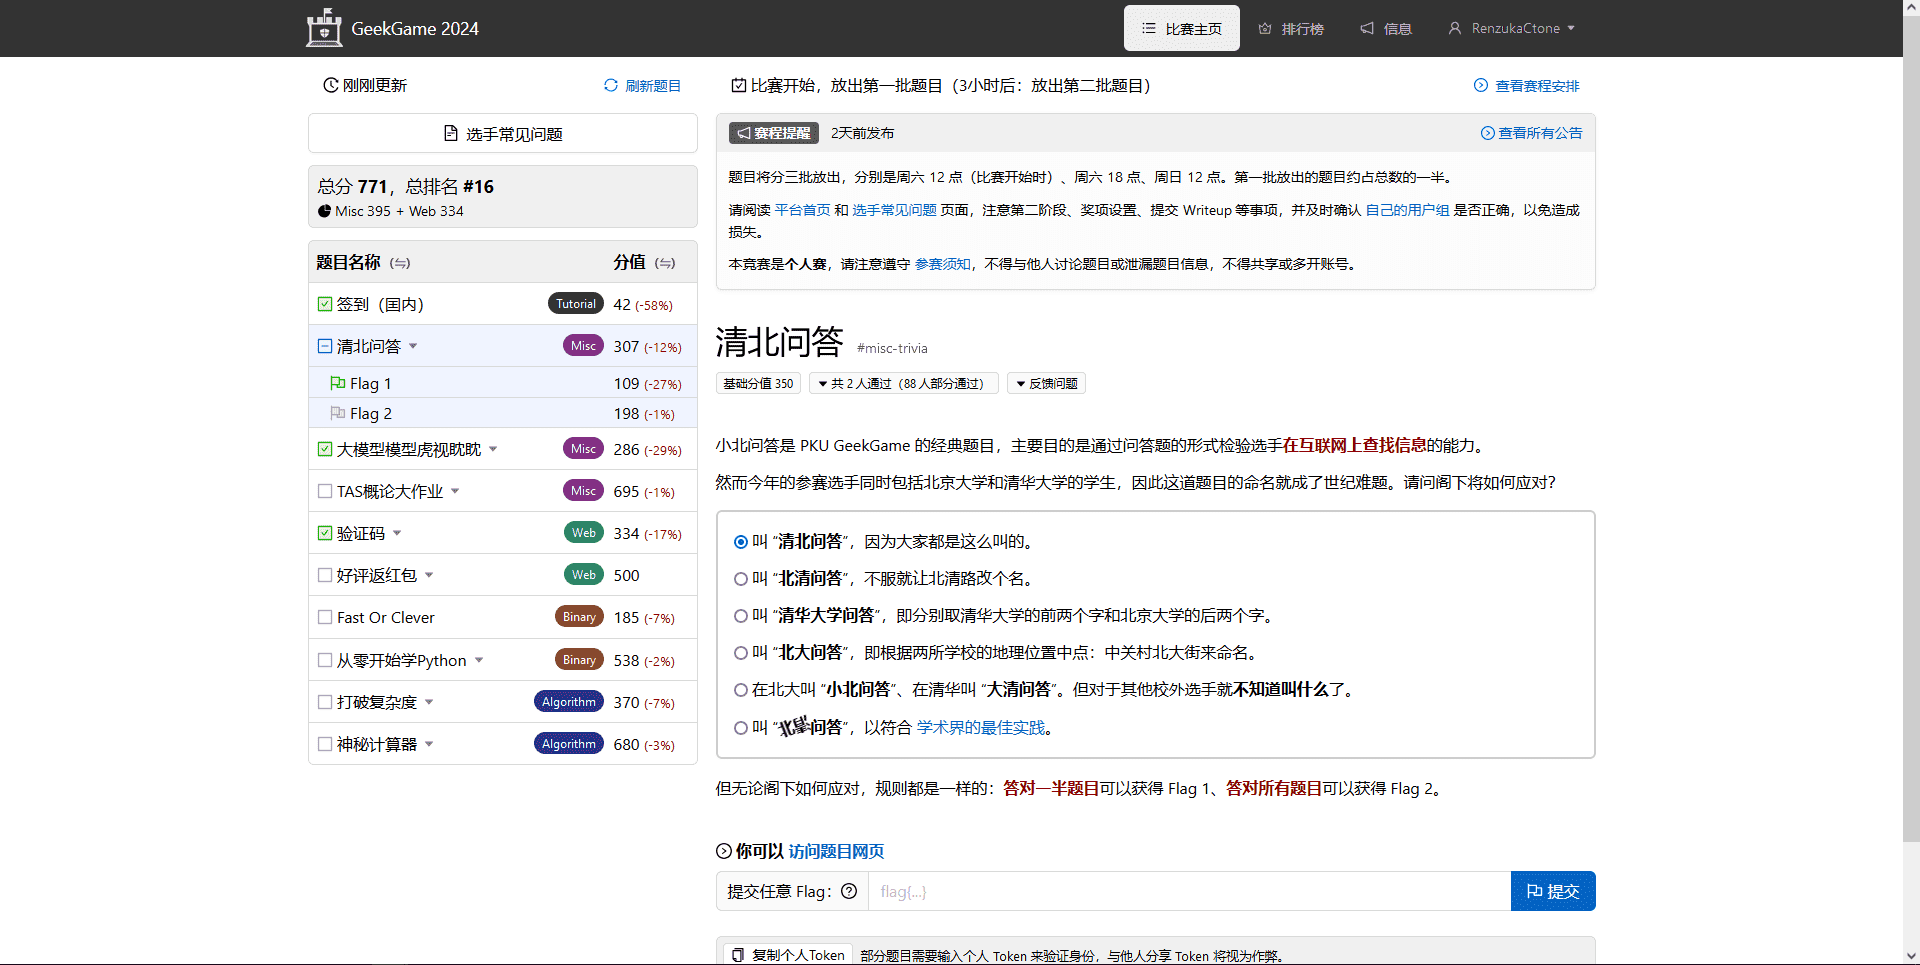 GeekGame 2024
比赛主页
排行榜
信息
RenzukaCtone
刚刚更新
刷新题目
选手常见问题
总分 771，总排名 #16
Misc 395 + Web 334
题目名称
分值
签到（国内） Tutorial 42 (-58%)
清北问答 Misc 307 (-12%)
Flag 1 109 (-27%)
Flag 2 198 (-1%)
大模型模型虎视眈眈 Misc 286 (-29%)
TAS概论大作业 Misc 695 (-1%)
验证码 Web 334 (-17%)
好评返红包 Web 500
Fast Or Clever Binary 185 (-7%)
从零开始学Python Binary 538 (-2%)
打破复杂度 Algorithm 370 (-7%)
神秘计算器 Algorithm 680 (-3%)
比赛开始，放出第一批题目（3小时后：放出第二批题目）
查看赛程安排
赛程提醒 2天前发布
查看所有公告
题目将分三批放出，分别是周六 12 点（比赛开始时）、周六 18 点、周日 12 点。第一批放出的题目约占总数的一半。
请阅读 平台首页 和 选手常见问题 页面，注意第二阶段、奖项设置、提交 Writeup 等事项，并及时确认 自己的用户组 是否正确，以免造成
损失。
本竞赛是个人赛，请注意遵守 参赛须知，不得与他人讨论题目或泄漏题目信息，不得共享或多开账号。
清北问答 #misc-trivia
基础分值 350
共 2 人通过（88 人部分通过）
反馈问题
小北问答是 PKU GeekGame 的经典题目，主要目的是通过问答题的形式检验选手在互联网上查找信息的能力。
然而今年的参赛选手同时包括北京大学和清华大学的学生，因此这道题目的命名就成了世纪难题。请问阁下将如何应对？
叫 “清北问答”，因为大家都是这么叫的。
叫 “北清问答”，不服就让北清路改个名。
叫 “清华大学问答”，即分别取清华大学的前两个字和北京大学的后两个字。
叫 “北大问答”，即根据两所学校的地理位置中点：中关村北大街来命名。
在北大叫 “小北问答”、在清华叫 “大清问答”。但对于其他校外选手就不知道叫什么了。
叫 “问答”，以符合 学术界的最佳实践。
但无论阁下如何应对，规则都是一样的：答对一半题目可以获得 Flag 1、答对所有题目可以获得 Flag 2。
你可以 访问题目网页
提交任意 Flag：
flag{...}
提交
复制个人Token
部分题目需要输入个人 Token 来验证身份，与他人分享 Token 将视为作弊。